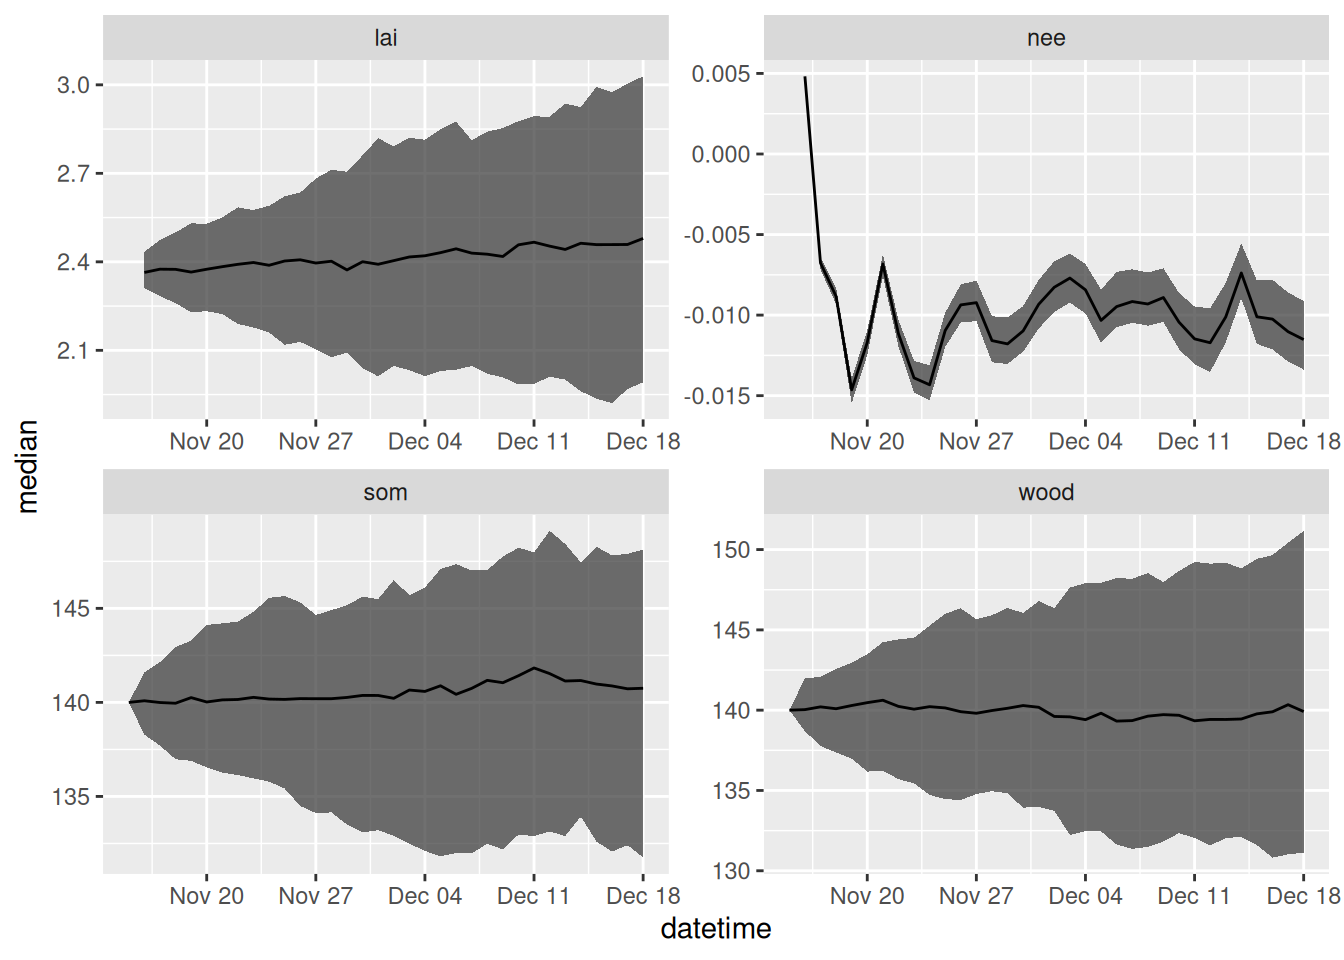 lai
nee
3.0
2.7
2.4
2.1
0.005
0.000
-0.005
-0.010
-0.015
Nov 20 Nov 27 Dec 04 Dec 11 Dec 18
Nov 20 Nov 27 Dec 04 Dec 11 Dec 18
median
som
wood
145
140
135
150
145
140
135
130
Nov 20 Nov 27 Dec 04 Dec 11 Dec 18
Nov 20 Nov 27 Dec 04 Dec 11 Dec 18
datetime